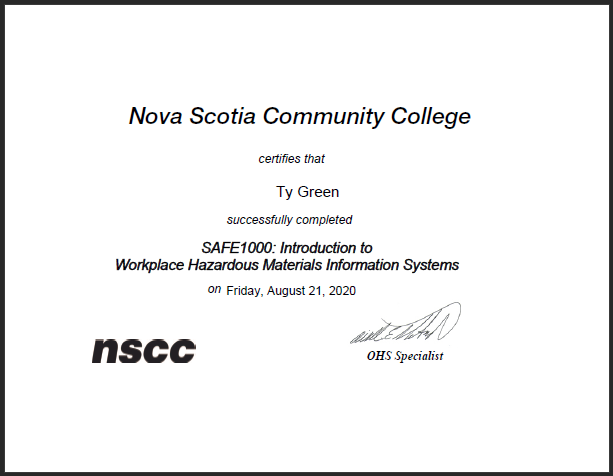 Nova Scotia Community College
certifies that
Ty Green
successfully completed
SAFE1000: Introduction to
Workplace Hazardous Materials Information Systems
on Friday, August 21, 2020
nscc
OHS Specialist